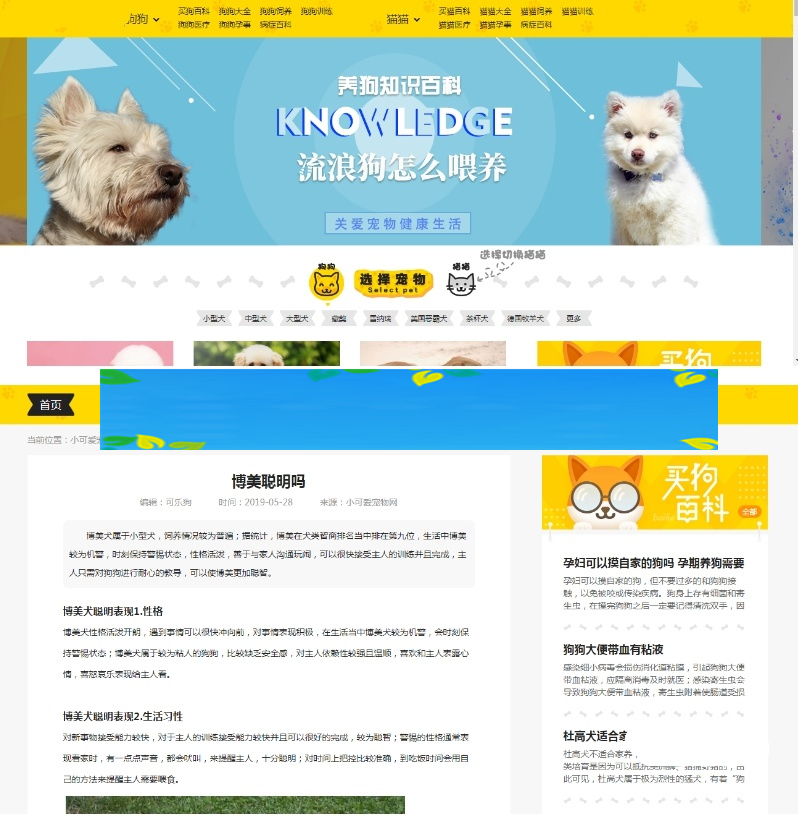 狗狗
买狗百科 狗狗大全 狗狗饲养 狗狗训练
狗狗医疗 狗狗孕事 病症百科
猫猫
买猫百科 猫猫大全 猫猫饲养 猫猫训练
猫猫医疗 猫猫孕事 病症百科
养狗知识百科
KNOWLEDGE
流浪狗怎么喂养
关爱宠物健康生活
狗狗
选择宠物
Select pet
猫猫
选择切换猫猫
小型犬 中型犬 大型犬 雪纳瑞 美国恶霸犬 茶杯犬 德国牧羊犬 更多
买狗
首页
当前位置：小可爱
博美聪明吗
编辑：可乐狗 时间：2019-05-28 来源：小可爱宠物网
博美犬属于小型犬，饲养情况较为普遍；据统计，博美在犬类智商排名当中排在第九位，生活中博美
较为机警，时刻保持警惕状态，性格活泼，善于与家人沟通玩闹，可以很快接受主人的训练并且完成，主
人只需对狗狗进行耐心的教导，可以使博美更加聪智。
博美犬聪明表现1.性格
博美犬性格活泼开朗，遇到事情可以很快冲向前，对事情表现积极，在生活当中博美犬较为机警，会时刻保
持警惕状态；博美犬属于较为粘人的狗狗，比较缺乏安全感，对主人依赖性较强且温顺，喜欢和主人表露心
情，喜怒哀乐表现给主人看。
博美犬聪明表现2.生活习性
对新事物接受能力较快，对于主人的训练接受能力较快并且可以很好的完成，较为聪智；警惕的性格通常表
现看家时，有一点点声音，都会吠叫，来提醒主人，十分聪明；对时间上把控比较准确，到吃饭时间会用自
己的方法来提醒主人需要喂食。
买狗
百科
全部
孕妇可以摸自家的狗吗 孕期养狗需要
孕妇可以摸自家的狗，但不要过多的和狗狗接
触，以免被咬或传染疾病。狗身上存有细菌和寄
生虫，在摸完狗狗之后一定要记得清洗双手，因
狗狗大便带血有粘液
感染细小病毒会损伤消化道粘膜，引起狗狗大便
带血粘液，应隔离消毒及时就医；感染寄生虫会
导致狗狗大便带血粘液，寄生虫附着使肠道受损
杜高犬适合家
杜高犬不适合家养，
此可见，杜高犬属于极为烈性的猛犬，有着“狗